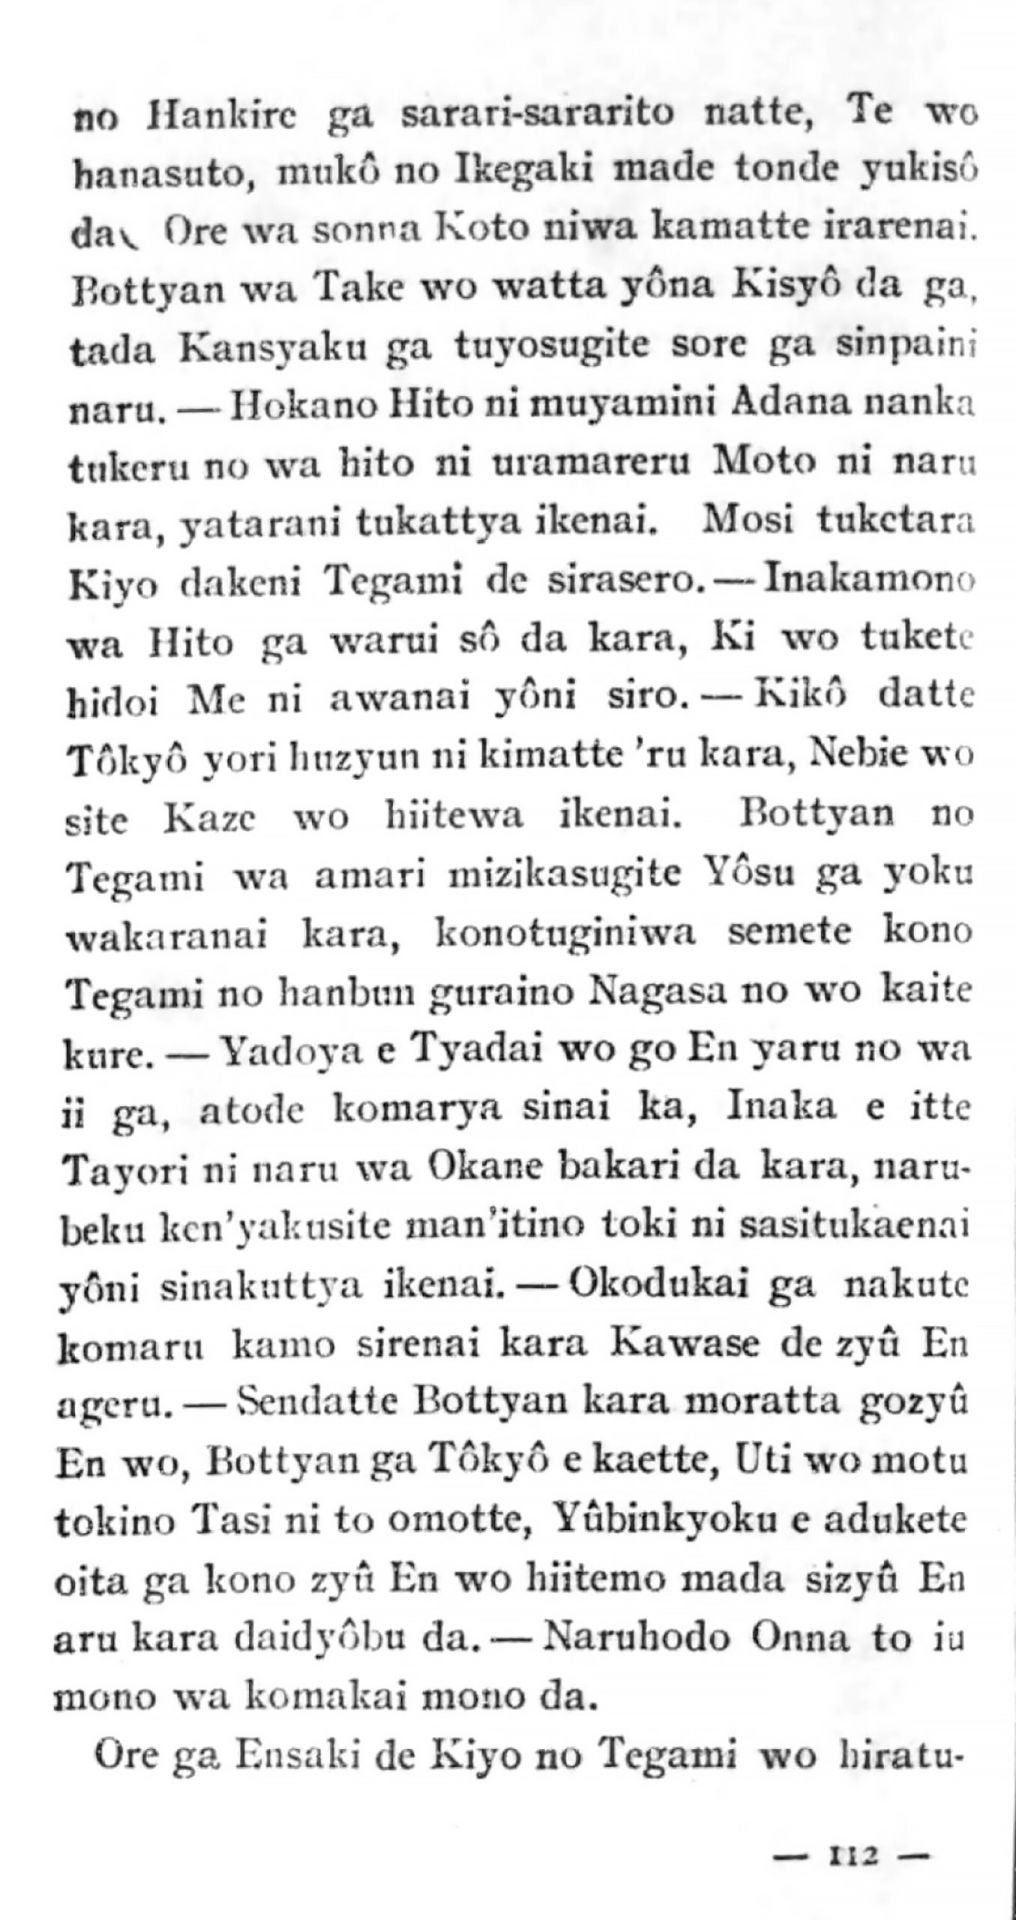 no Hankire ga sarari-sararito natte, Te wo
hanasuto, mukô no Ikegaki made tonde yukisô
da. Ore wa sonna Koto niwa kamatte irarenai.
Bottyan wa Take wo watta yôna Kisyô da ga,
tada Kansyaku ga tuyosugite sore ga sinpaini
naru. — Hokano Hito ni muyamini Adana nanka
tukeru no wa hito ni uramareru Moto ni naru
kara, yatarani tukattya ikenai. Mosi tuketara
Kiyo dakeni Tegami de sirasero. — Inakamono
wa Hito ga warui sô da kara, Ki wo tukete
hidoi Me ni awanai yôni siro. — Kikô datte
Tôkyô yori huzyun ni kimatte ’ru kara, Nebie wo
site Kaze wo hiitewa ikenai. Bottyan no
Tegami wa amari mizikasugite Yôsu ga yoku
wakaranai kara, konotuginiwa semete kono
Tegami no hanbun guraino Nagasa no wo kaite
kure. — Yadoya e Tyadai wo go En yaru no wa
ii ga, atode komarya sinai ka, Inaka e itte
Tayori ni naru wa Okane bakari da kara, naru-
beku ken’yakusite man’itino toki ni sasitukaenai
yôni sinakuttya ikenai. — Okodukai ga nakute
komaru kamo sirenai kara Kawase de zyû En
ageru. — Sendatte Bottyan kara moratta gozyû
En wo, Bottyan ga Tôkyô e kaette, Uti wo motu
tokino Tasi ni to omotte, Yûbinkyoku e adukete
oita ga kono zyû En wo hiitemo mada sizyû En
aru kara daidyôbu da. — Naruhodo Onna to iu
mono wa komakai mono da.
Ore ga Ensaki de Kiyo no Tegami wo hiratu-
— 112 —